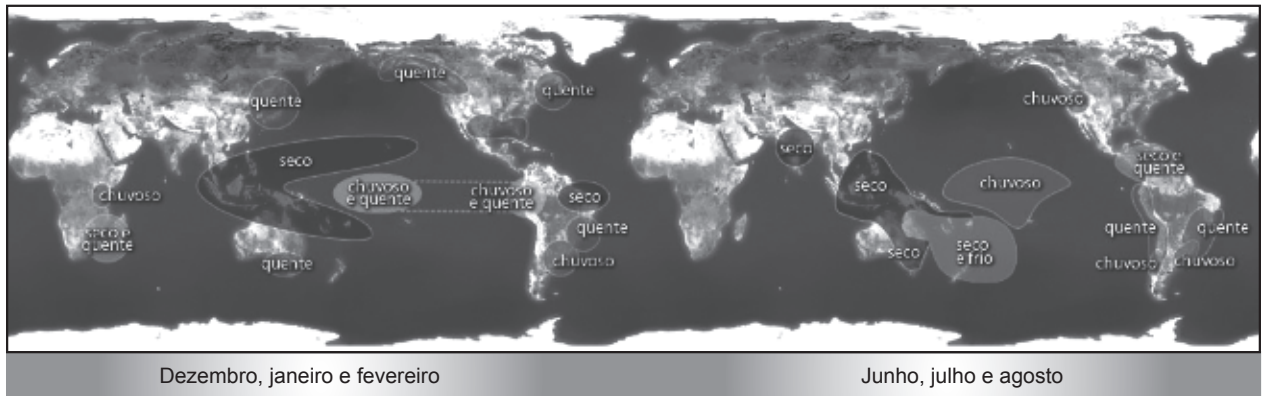 quente
quente
quente
seco
chuvoso
e quente
chuvoso
e quente
seco
chuvoso
seco e
quente
quente
quente
chuvoso
chuvoso
seco
seco e
quente
seco
chuvoso
seco
seco
e frio
quente
quente
chuvoso
chuvoso
Dezembro, janeiro e fevereiro
Junho, julho e agosto